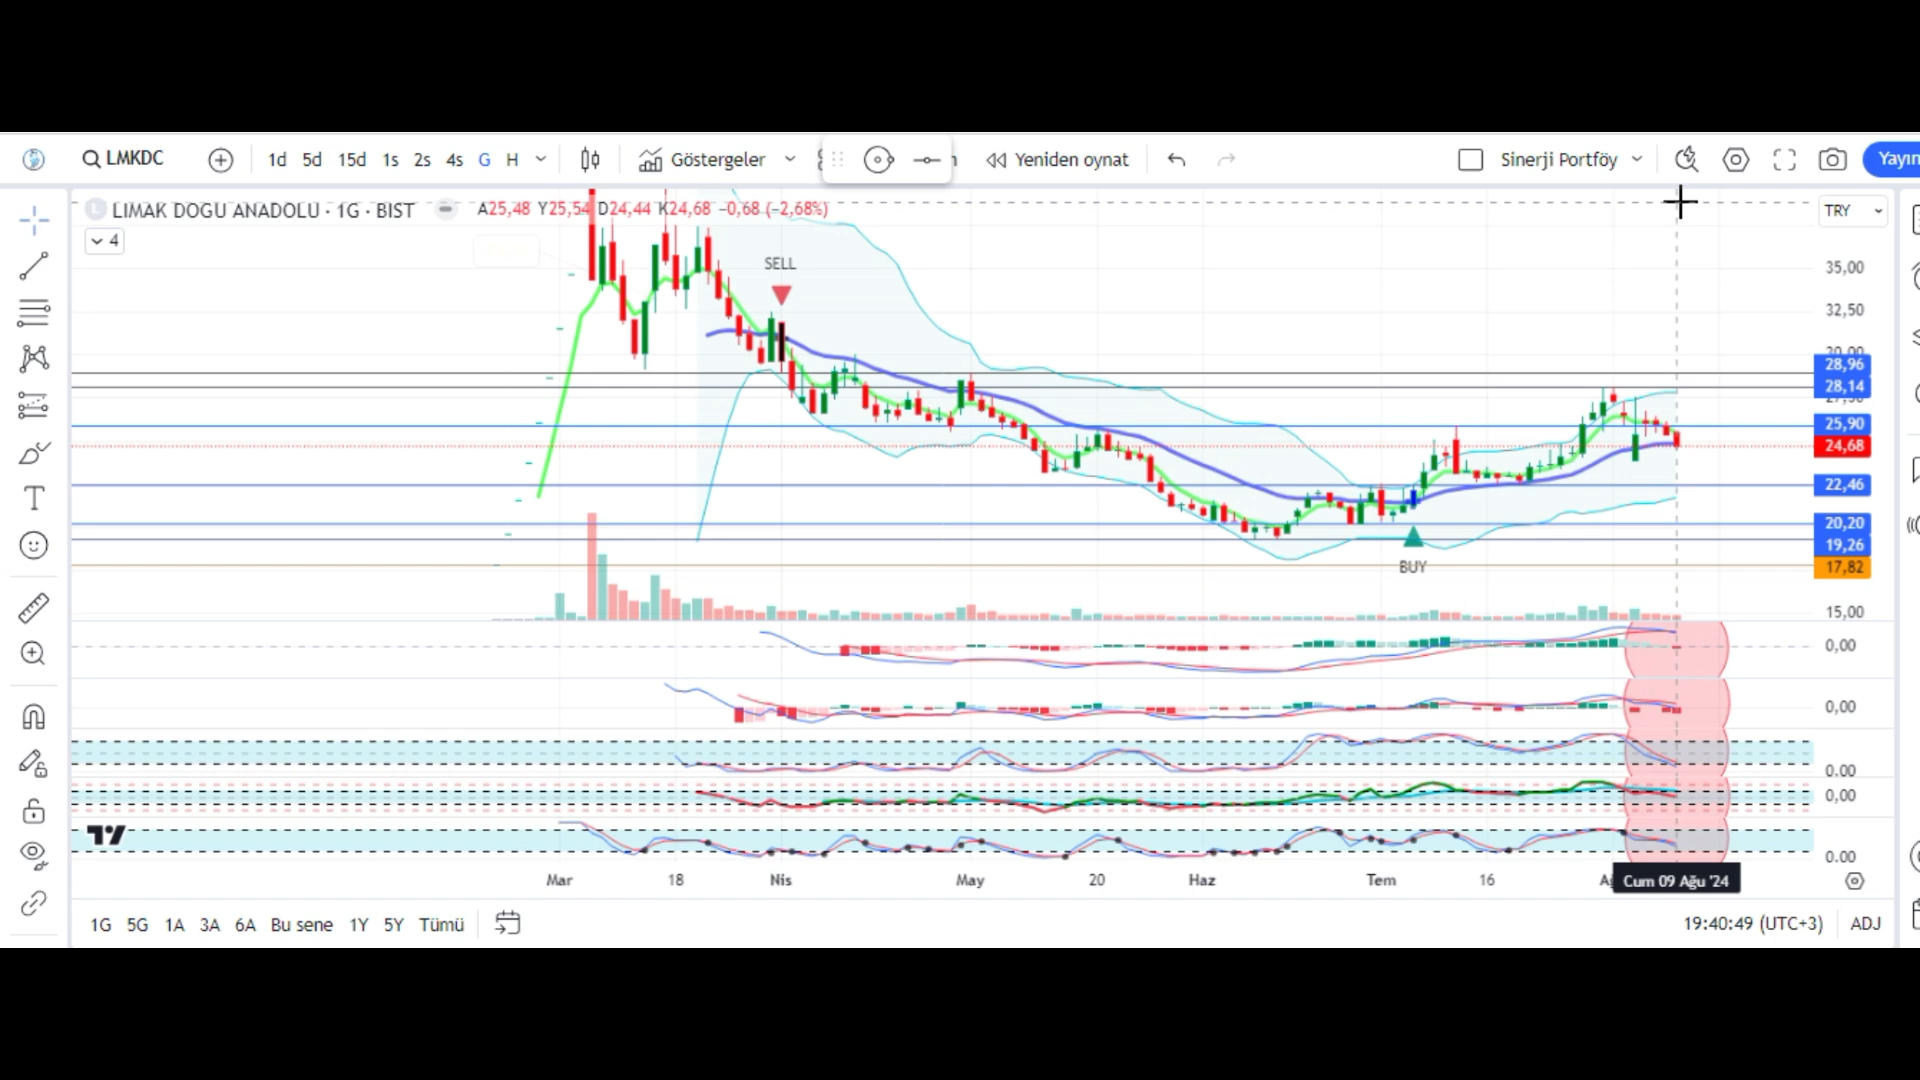 LMKDC 1d 5d 15d 1s 2s 4s G H Göstergeler Yeniden oynat Sinerji Portföy Yayın
LIMAK DOGU ANADOLU · 1G · BIST A25,48 Y25,54 D24,44 K24,68 −0,68 (−2,68%) TRY
4
SELL
35,00
32,50
30,00
28,96
28,14
25,90
24,68
22,46
20,20
19,26
BUY 17,82
15,00
0,00
0,00
0.00
0,00
0.00
Mar 18 Nis May 20 Haz Tem 16 Cum 09 Ağu '24
1G 5G 1A 3A 6A Bu sene 1Y 5Y Tümü 19:40:49 (UTC+3) ADJ